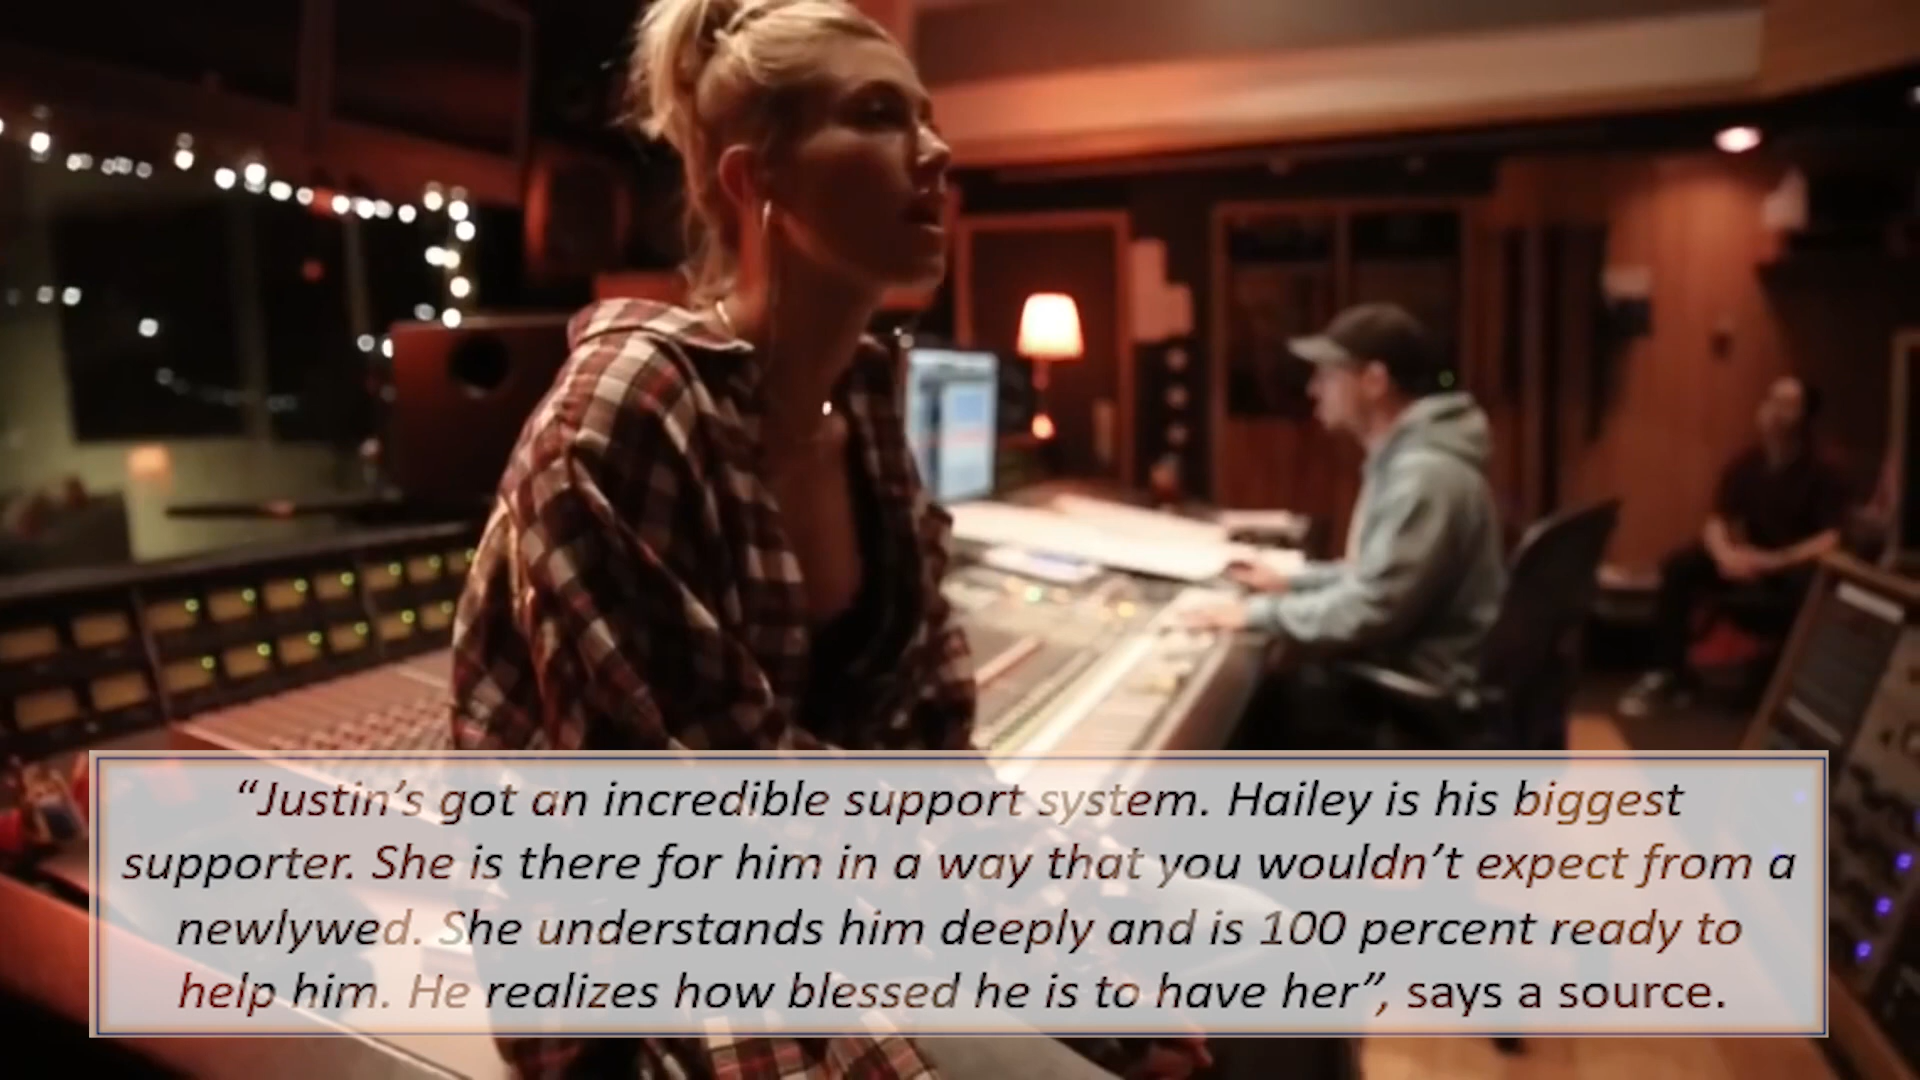 “Justin’s got an incredible support system. Hailey is his biggest
supporter. She is there for him in a way that you wouldn’t expect from a
newlywed. She understands him deeply and is 100 percent ready to
help him. He realizes how blessed he is to have her”, says a source.